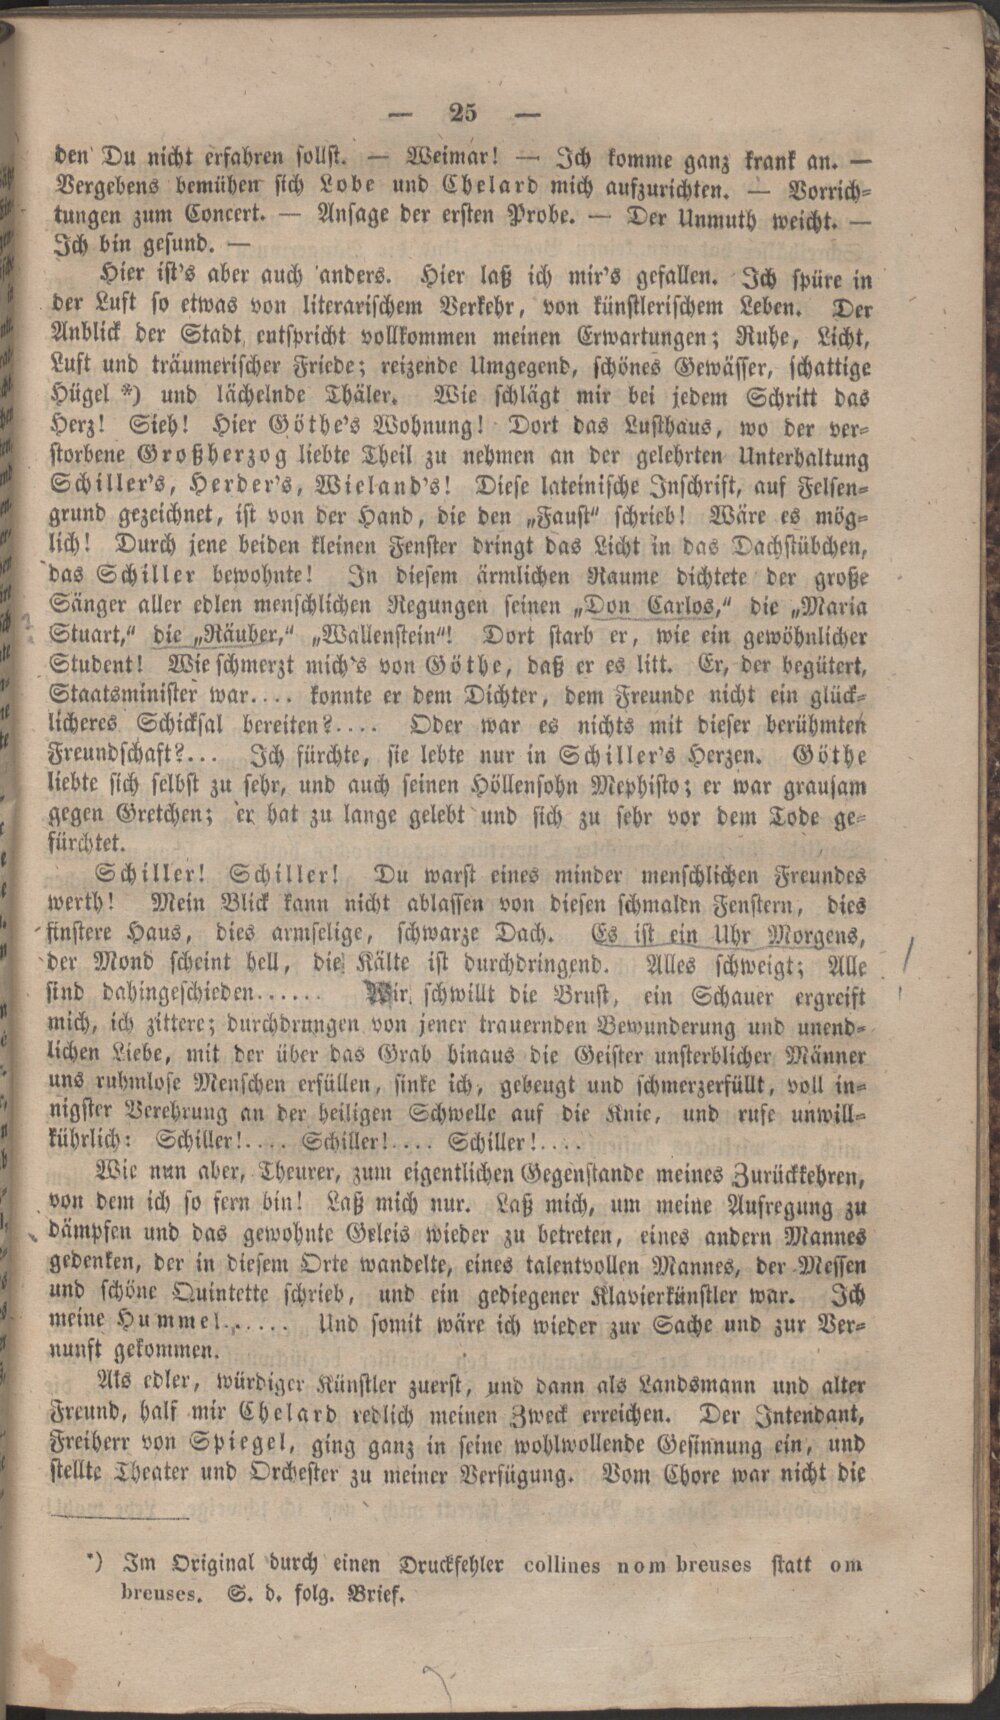 — 25 —
den Du nicht erfahren sollst. — Weimar! — Ich komme ganz krank an. —
Vergebens bemühen sich Lobe und Chelard mich aufzurichten. — Vorrich-
tungen zum Concert. — Ansage der ersten Probe. — Der Unmuth weicht. —
Ich bin gesund. —
Hier ist's aber auch anders. Hier laß ich mir's gefallen. Ich spüre in
der Luft so etwas von literarischem Verkehr, von künstlerischem Leben. Der
Anblick der Stadt entspricht vollkommen meinen Erwartungen; Ruhe, Licht,
Luft und träumerischer Friede; reizende Umgegend, schönes Gewässer, schattige
Hügel *) und lächelnde Thäler. Wie schlägt mir bei jedem Schritt das
Herz! Sieh! Hier Göthe's Wohnung! Dort das Lusthaus, wo der ver-
storbene Großherzog liebte Theil zu nehmen an der gelehrten Unterhaltung
Schiller's, Herder's, Wieland's! Diese lateinische Inschrift, auf Felsen-
grund gezeichnet, ist von der Hand, die den „Faust“ schrieb! Wäre es mög-
lich! Durch jene beiden kleinen Fenster dringt das Licht in das Dachstübchen,
das Schiller bewohnte! In diesem ärmlichen Raume dichtete der große
Sänger aller edlen menschlichen Regungen seinen „Don Carlos,“ die „Maria
Stuart,“ die „Räuber,“ „Wallenstein“! Dort starb er, wie ein gewöhnlicher
Student! Wie schmerzt mich's von Göthe, daß er es litt. Er, der begütert,
Staatsminister war.... konnte er dem Dichter, dem Freunde nicht ein glück-
licheres Schicksal bereiten?.... Oder war es nichts mit dieser berühmten
Freundschaft?... Ich fürchte, sie lebte nur in Schiller's Herzen. Göthe
liebte sich selbst zu sehr, und auch seinen Höllensohn Mephisto; er war grausam
gegen Gretchen; er hat zu lange gelebt und sich zu sehr vor dem Tode ge-
fürchtet.
Schiller! Schiller! Du warst eines minder menschlichen Freundes
werth! Mein Blick kann nicht ablassen von diesen schmalen Fenstern, dies
finstere Haus, dies armselige, schwarze Dach. Es ist ein Uhr Morgens,
der Mond scheint hell, die Kälte ist durchdringend. Alles schweigt; Alle
sind dahingeschieden...... Mir schwillt die Brust, ein Schauer ergreift
mich, ich zittere; durchdrungen von jener trauernden Bewunderung und unend-
lichen Liebe, mit der über das Grab hinaus die Geister unsterblicher Männer
uns ruhmlose Menschen erfüllen, sinke ich, gebeugt und schmerzerfüllt, voll in-
nigster Verehrung an der heiligen Schwelle auf die Knie, und rufe unwill-
kührlich: Schiller!.... Schiller!.... Schiller!....
Wie nun aber, Theurer, zum eigentlichen Gegenstande meines Zurückkehren,
von dem ich so fern bin! Laß mich nur. Laß mich, um meine Aufregung zu
dämpfen und das gewohnte Geleis wieder zu betreten, eines andern Mannes
gedenken, der in diesem Orte wandelte, eines talentvollen Mannes, der Messen
und schöne Quintette schrieb, und ein gediegener Klavierkünstler war. Ich
meine Hummel...... Und somit wäre ich wieder zur Sache und zur Ver-
nunft gekommen.
Als edler, würdiger Künstler zuerst, und dann als Landsmann und alter
Freund, half mir Chelard redlich meinen Zweck erreichen. Der Intendant,
Freiherr von Spiegel, ging ganz in seine wohlwollende Gesinnung ein, und
stellte Theater und Orchester zu meiner Verfügung. Vom Chore war nicht die
*) Im Original durch einen Druckfehler collines nombreuses statt om
breuses. S. d. folg. Brief.